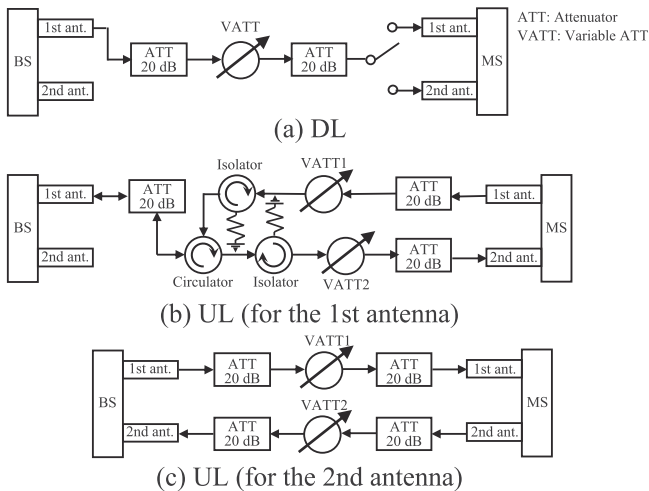 ATT: Attenuator
VATT: Variable ATT
BS
1st ant.
2nd ant.
ATT
20 dB
VATT
ATT
20 dB
1st ant.
2nd ant.
MS
(a) DL
BS
1st ant.
2nd ant.
ATT
20 dB
Isolator
Circulator
Isolator
VATT1
VATT2
ATT
20 dB
ATT
20 dB
1st ant.
2nd ant.
MS
(b) UL (for the 1st antenna)
BS
1st ant.
2nd ant.
ATT
20 dB
VATT1
ATT
20 dB
ATT
20 dB
VATT2
ATT
20 dB
1st ant.
2nd ant.
MS
(c) UL (for the 2nd antenna)